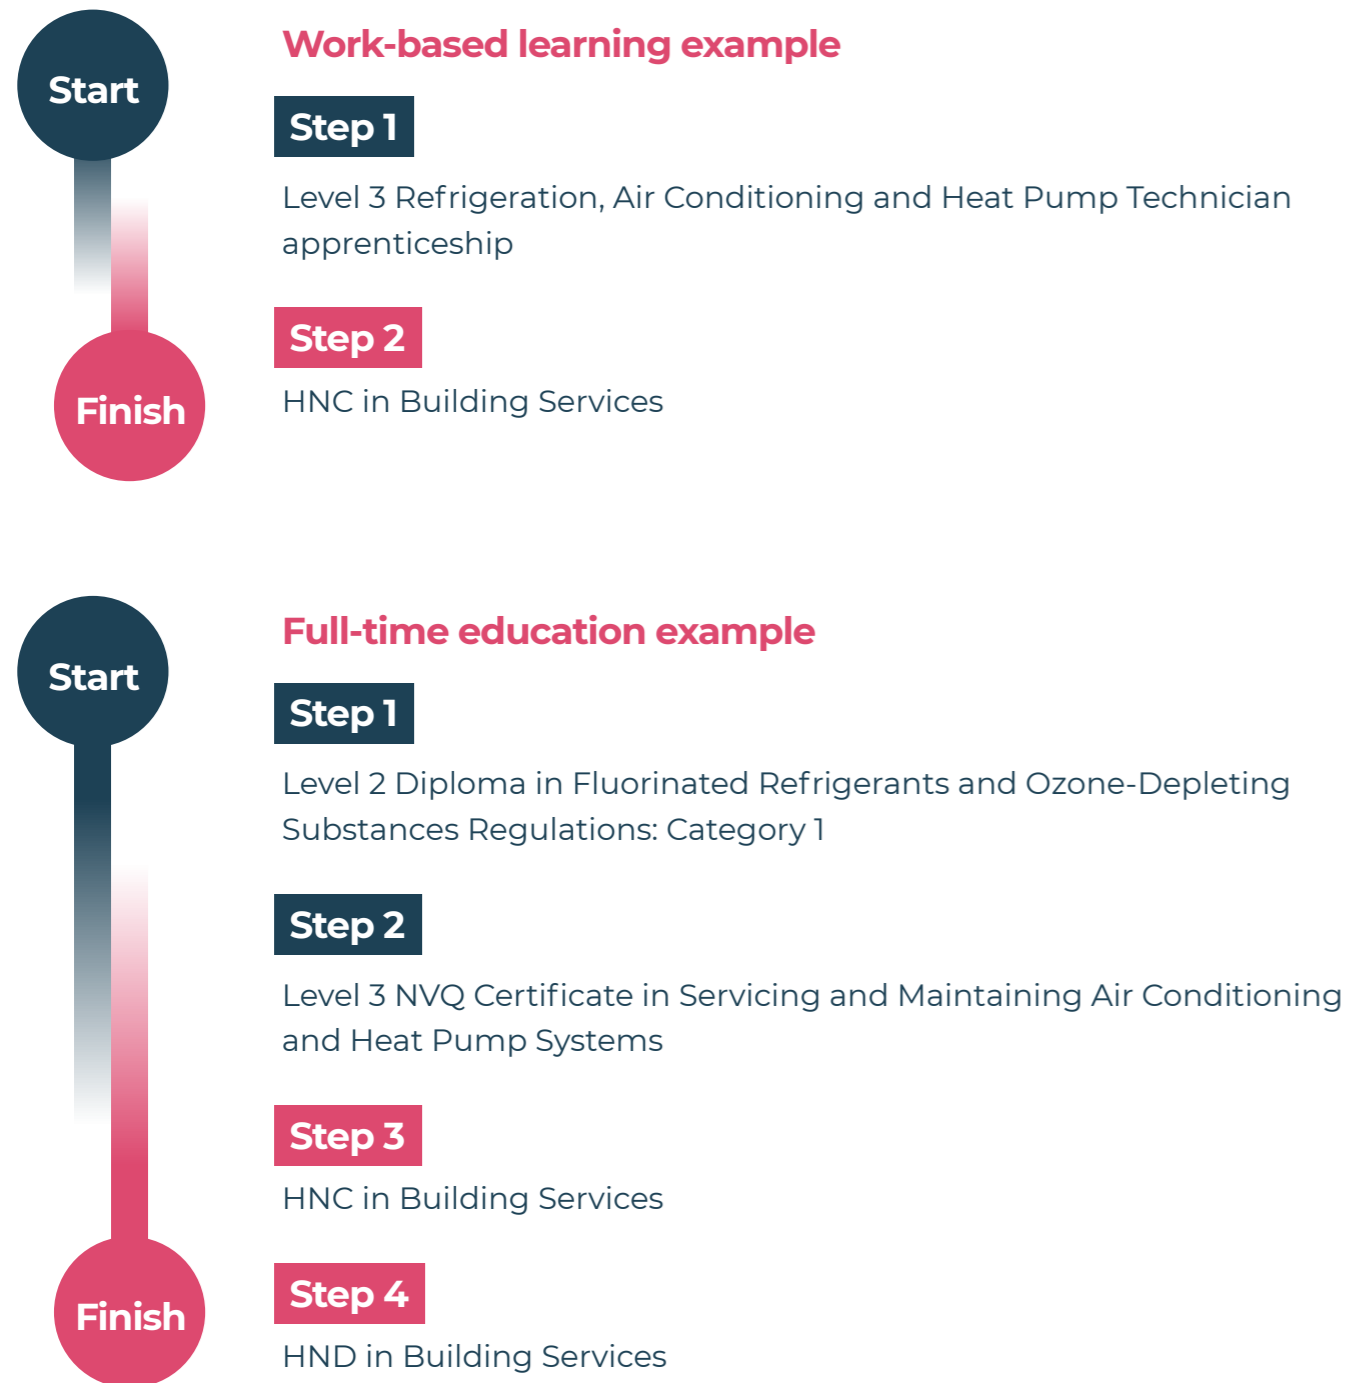 Start
Work-based learning example
Step 1
Level 3 Refrigeration, Air Conditioning and Heat Pump Technician
apprenticeship
Step 2
HNC in Building Services
Finish
Start
Full-time education example
Step 1
Level 2 Diploma in Fluorinated Refrigerants and Ozone-Depleting
Substances Regulations: Category 1
Step 2
Level 3 NVQ Certificate in Servicing and Maintaining Air Conditioning
and Heat Pump Systems
Step 3
HNC in Building Services
Step 4
HND in Building Services
Finish